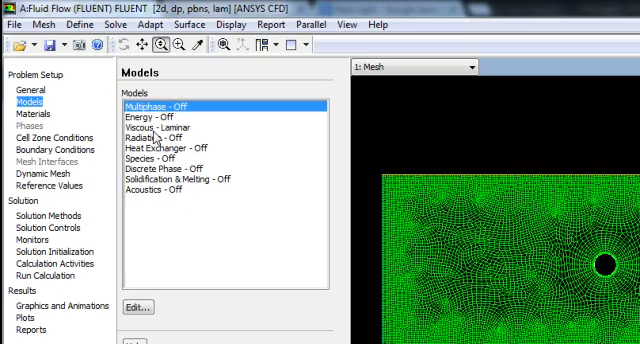 A:Fluid Flow (FLUENT) FLUENT [2d, dp, pbns, lam] [ANSYS CFD]
File Mesh Define Solve Adapt Surface Display Report Parallel View Help
Problem Setup
General
Models
Materials
Phases
Cell Zone Conditions
Boundary Conditions
Mesh Interfaces
Dynamic Mesh
Reference Values
Solution
Solution Methods
Solution Controls
Monitors
Solution Initialization
Calculation Activities
Run Calculation
Results
Graphics and Animations
Plots
Reports
Models
Models
Multiphase - Off
Energy - Off
Viscous - Laminar
Radiation - Off
Heat Exchanger - Off
Species - Off
Discrete Phase - Off
Solidification & Melting - Off
Acoustics - Off
Edit...
1: Mesh